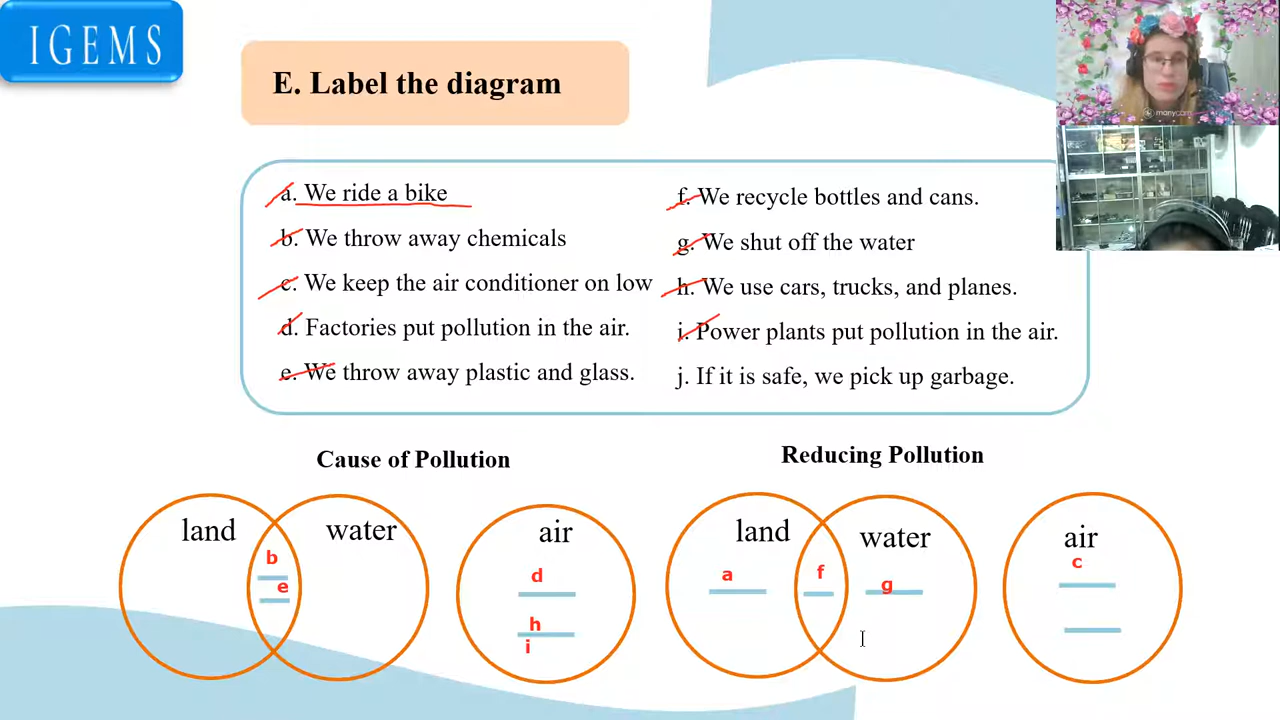 IGEMS
E. Label the diagram
a. We ride a bike
b. We throw away chemicals
c. We keep the air conditioner on low
d. Factories put pollution in the air.
e. We throw away plastic and glass.
f. We recycle bottles and cans.
g. We shut off the water
h. We use cars, trucks, and planes.
i. Power plants put pollution in the air.
j. If it is safe, we pick up garbage.
Cause of Pollution
land
water
b
e
air
d
h
i
Reducing Pollution
land
water
a
f
g
air
c
manycam